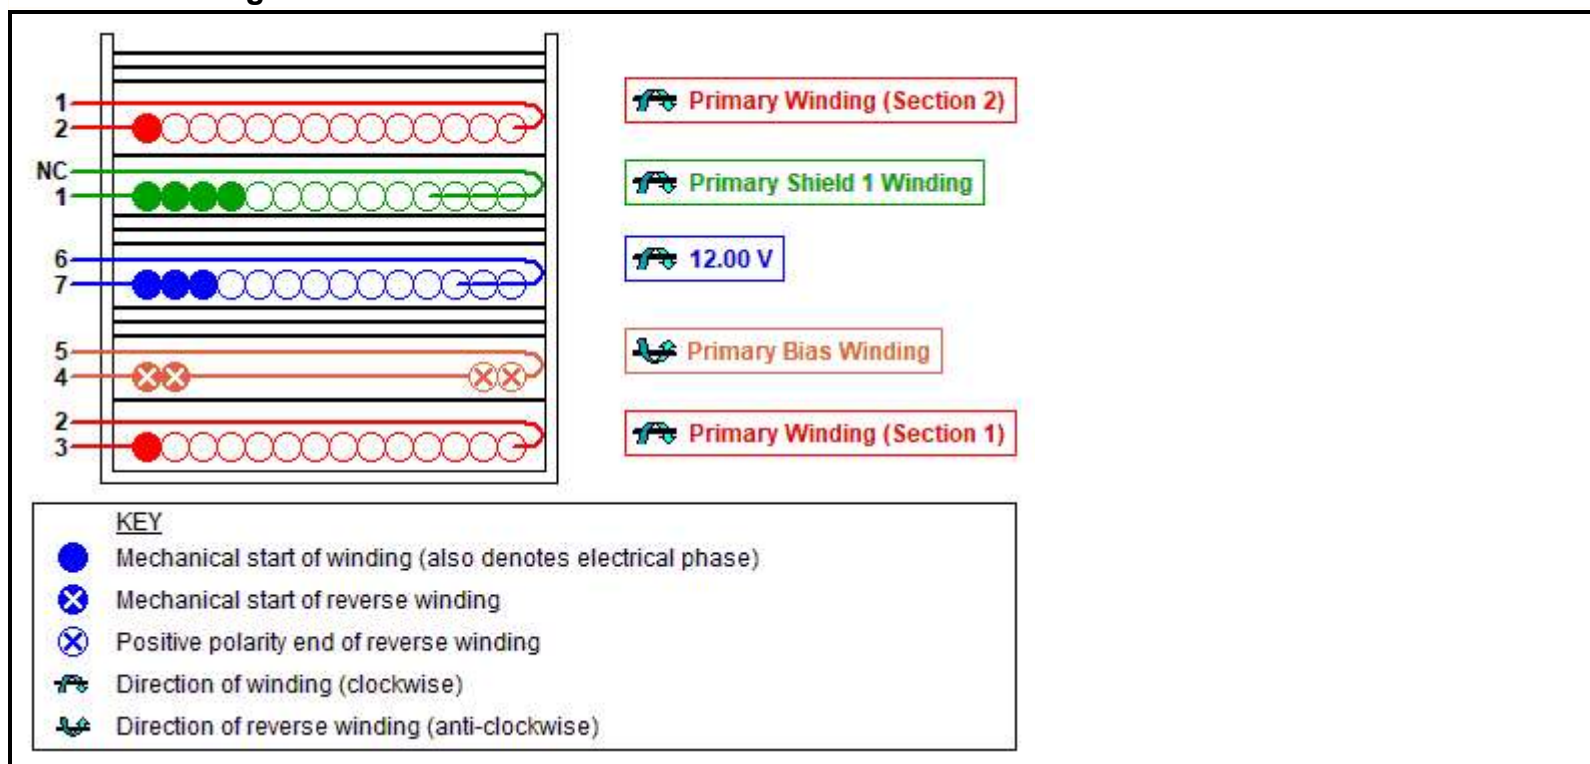 g
1
2
Primary Winding (Section 2)
NC
1
Primary Shield 1 Winding
6
7
12.00 V
5
4
Primary Bias Winding
2
3
Primary Winding (Section 1)
KEY
Mechanical start of winding (also denotes electrical phase)
Mechanical start of reverse winding
Positive polarity end of reverse winding
Direction of winding (clockwise)
Direction of reverse winding (anti-clockwise)